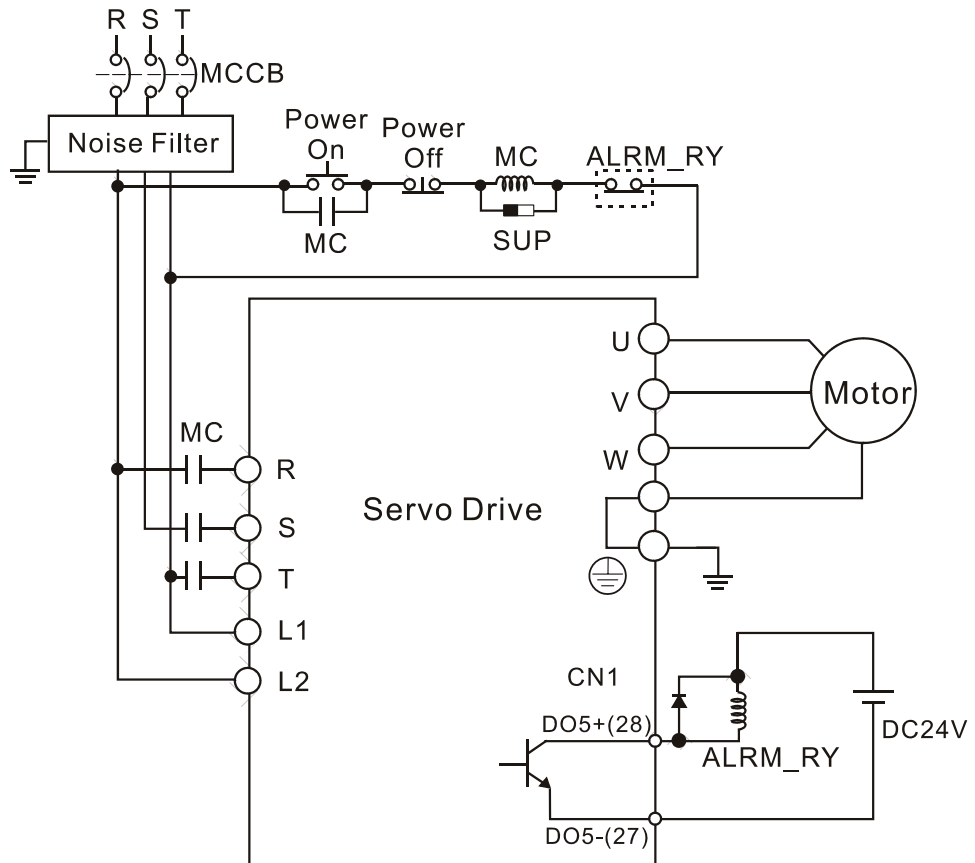 R S T
MCCB
Noise Filter
Power On
Power Off
MC
ALRM_RY
MC
SUP
U
V
Motor
MC
W
R
Servo Drive
S
T
L1
L2
CN1
DO5+(28)
DC24V
ALRM_RY
DO5-(27)